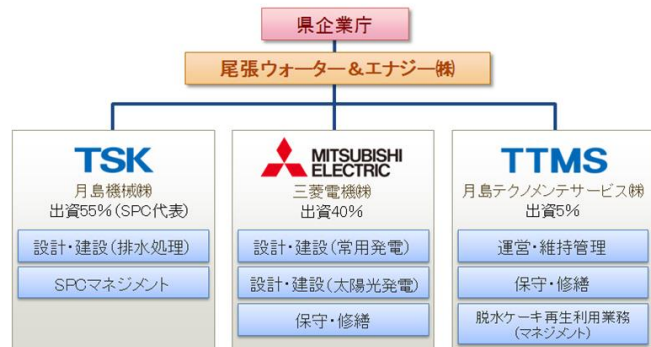 県企業庁
尾張ウォーター&エナジー㈱
TSK
月島機械㈱
出資55%(SPC代表)
設計・建設(排水処理)
SPCマネジメント
MITSUBISHI
ELECTRIC
三菱電機㈱
出資40%
設計・建設(常用発電)
設計・建設(太陽光発電)
保守・修繕
TTMS
月島テクノメンテサービス㈱
出資5%
運営・維持管理
保守・修繕
脱水ケーキ再生利用業務
(マネジメント)